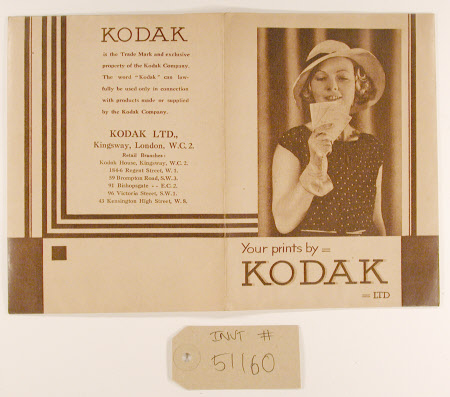 KODAK
is the Trade Mark and exclusive
property of the Kodak Company.
The word "Kodak" can law-
fully be used only in connection
with products made or supplied
by the Kodak Company.
KODAK LTD.,
Kingsway, London, W.C.2.
Retail Branches:
Kodak House, Kingsway, W.C.2.
184-6 Regent Street, W.1.
59 Brompton Road, S.W.3.
91 Bishopsgate - - E.C.2.
96 Victoria Street, S.W.1.
43 Kensington High Street, W.8.
Your prints by =
KODAK
= LTD
INVT #
51160